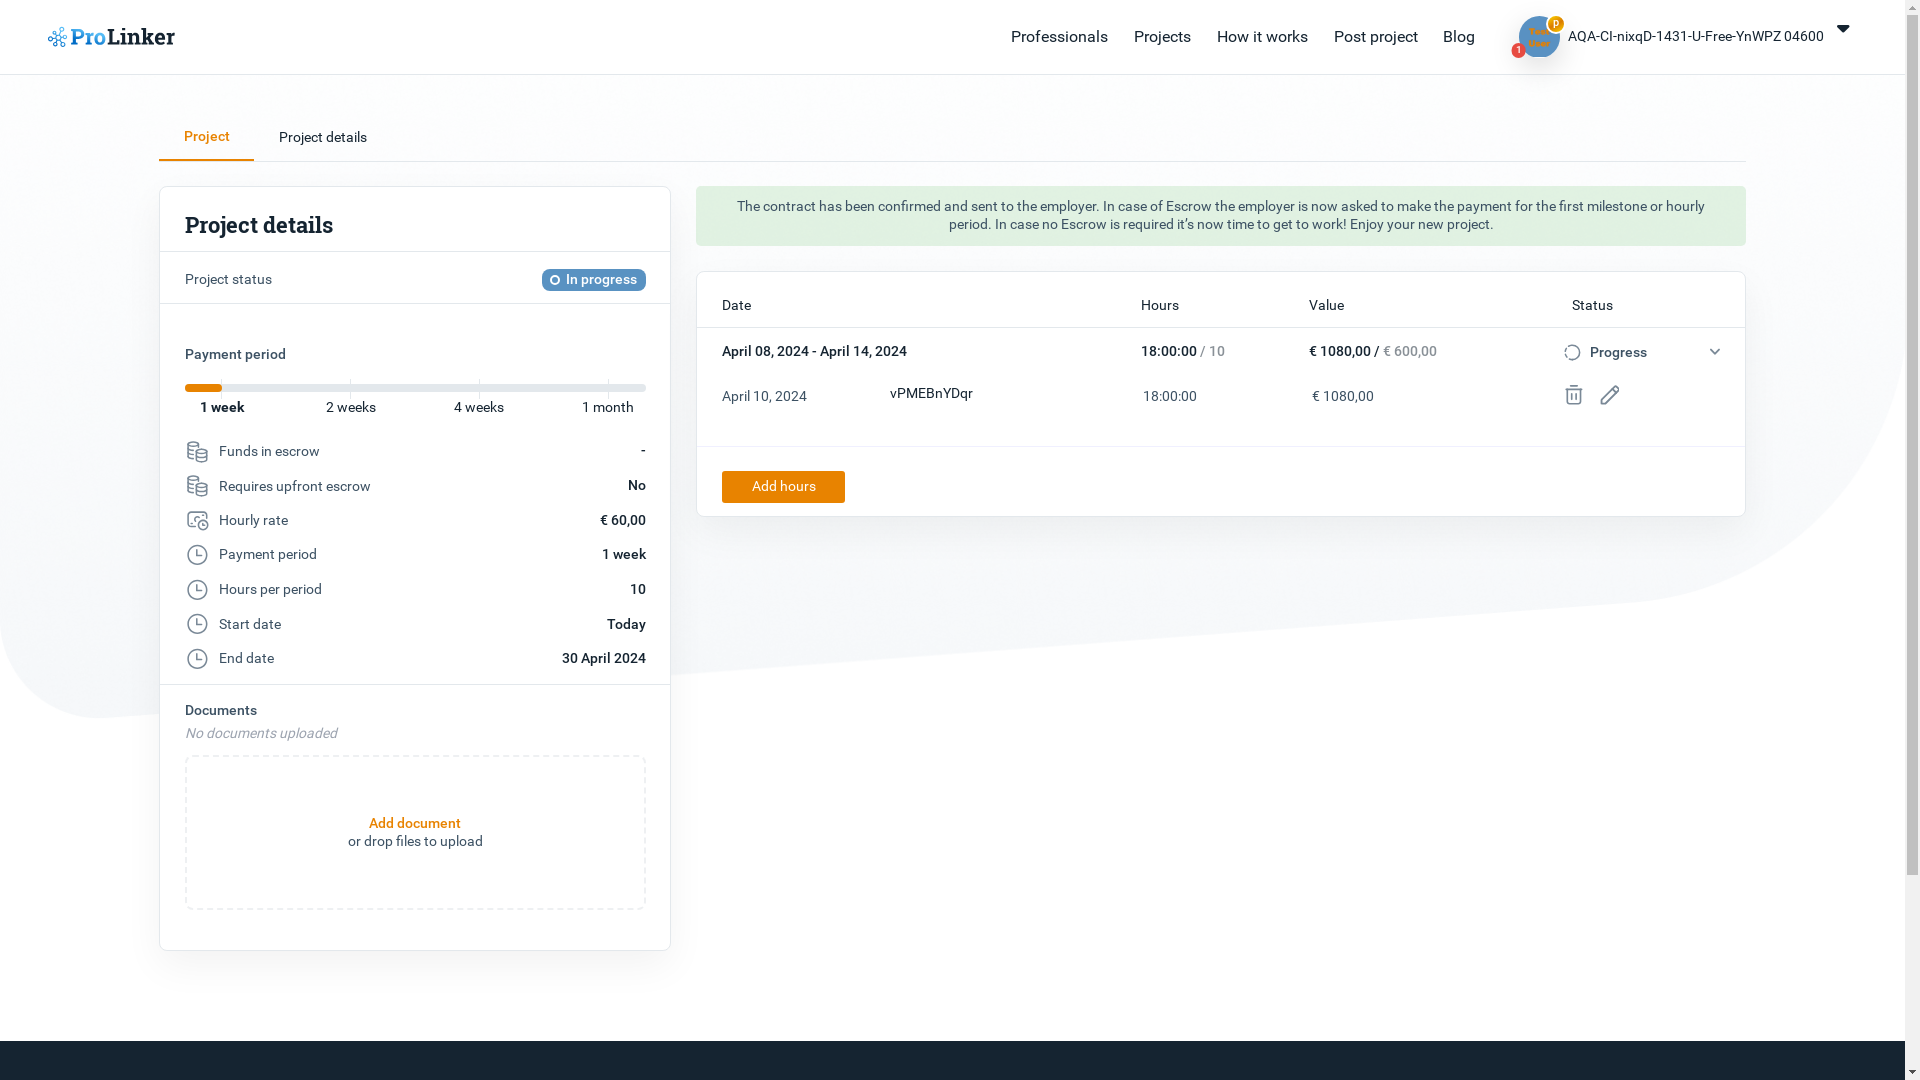 ProLinker
Professionals
Projects
How it works
Post project
Blog
Test
User
p
1
AQA-CI-nixqD-1431-U-Free-YnWPZ 04600
Project
Project details
Project details
Project status
In progress
Payment period
1 week
2 weeks
4 weeks
1 month
Funds in escrow
-
Requires upfront escrow
No
Hourly rate
€ 60,00
Payment period
1 week
Hours per period
10
Start date
Today
End date
30 April 2024
Documents
No documents uploaded
Add document
or drop files to upload
The contract has been confirmed and sent to the employer. In case of Escrow the employer is now asked to make the payment for the first milestone or hourly
period. In case no Escrow is required it’s now time to get to work! Enjoy your new project.
Date
Hours
Value
Status
April 08, 2024 - April 14, 2024
18:00:00 / 10
€ 1080,00 / € 600,00
Progress
April 10, 2024
vPMEBnYDqr
18:00:00
€ 1080,00
Add hours